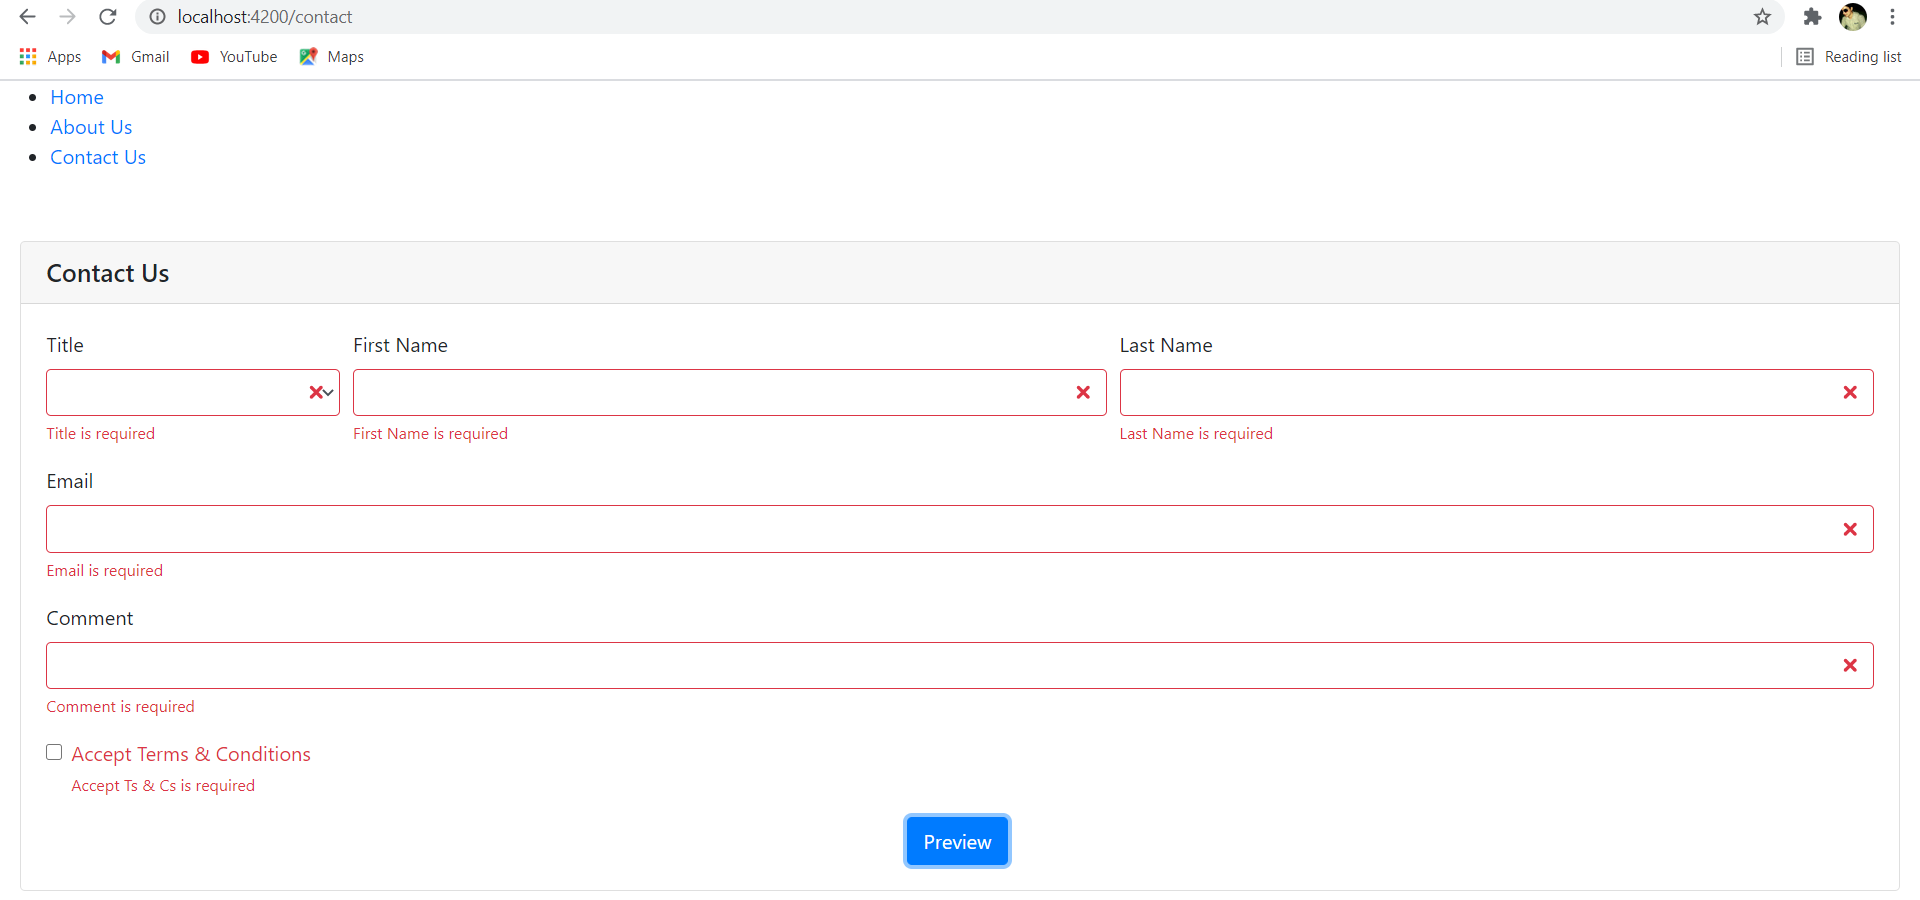 localhost:4200/contact
Apps Gmail YouTube Maps Reading list
Home
About Us
Contact Us
Contact Us
Title First Name Last Name
Title is required First Name is required Last Name is required
Email
Email is required
Comment
Comment is required
Accept Terms & Conditions
Accept Ts & Cs is required
Preview